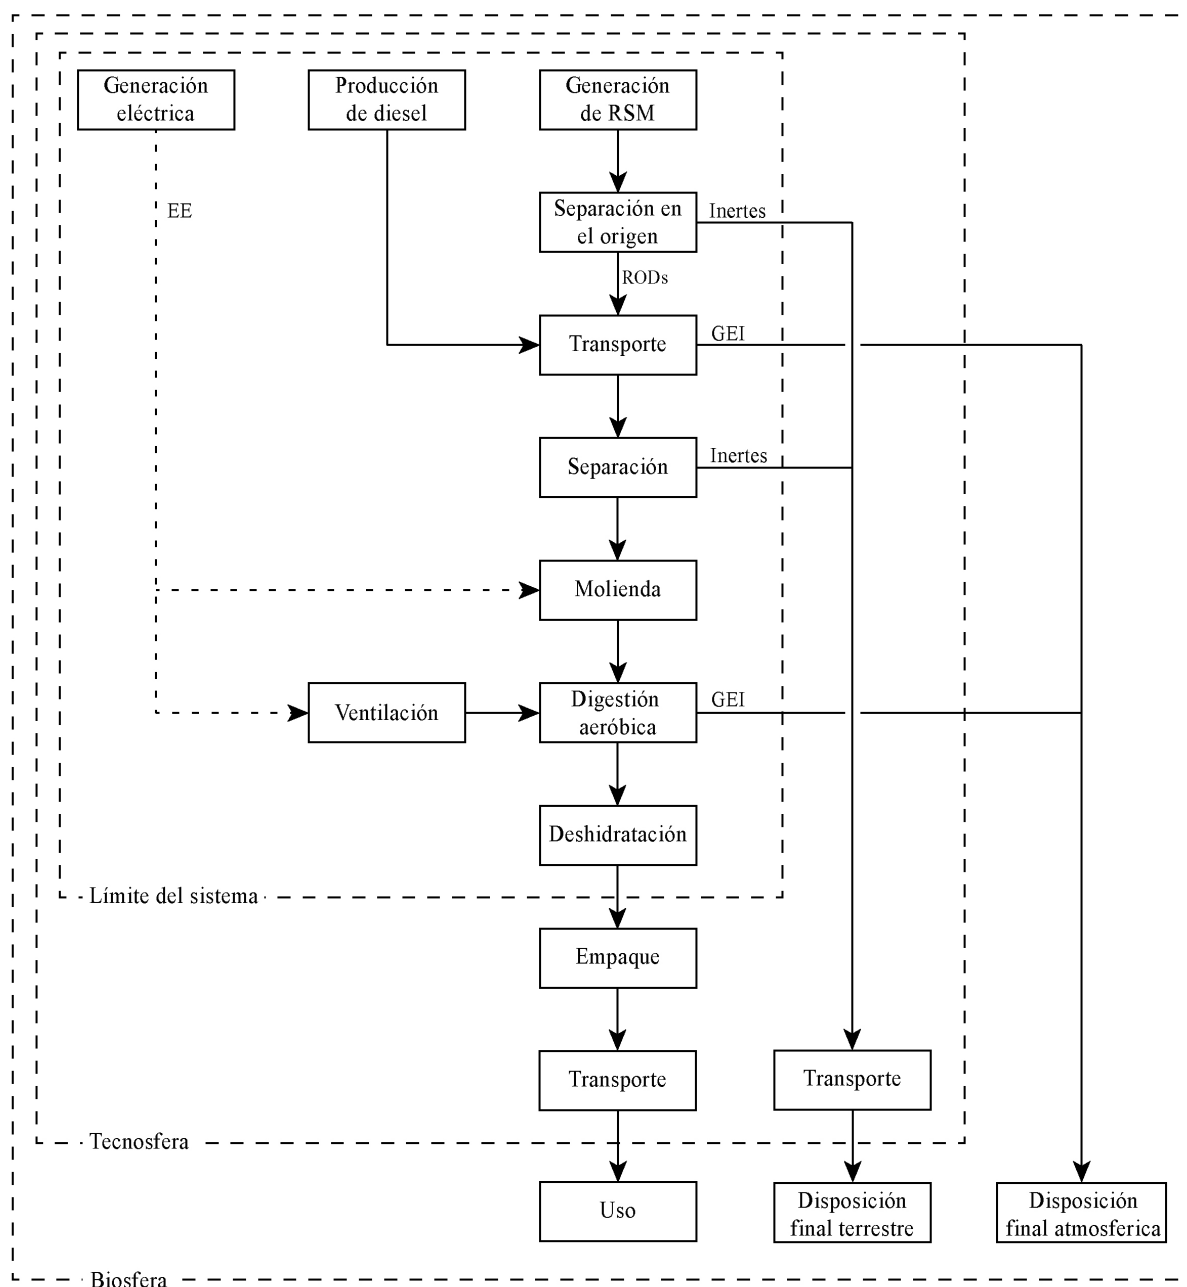 Generación
eléctrica
Producción
de diesel
Generación
de RSM
EE
Separación en
el origen
Inertes
RODs
Transporte
GEI
Separación
Inertes
Molienda
Ventilación
Digestión
aeróbica
GEI
Deshidratación
Límite del sistema
Empaque
Transporte
Transporte
Tecnosfera
Uso
Disposición
final terrestre
Disposición
final atmosferica
Biosfera